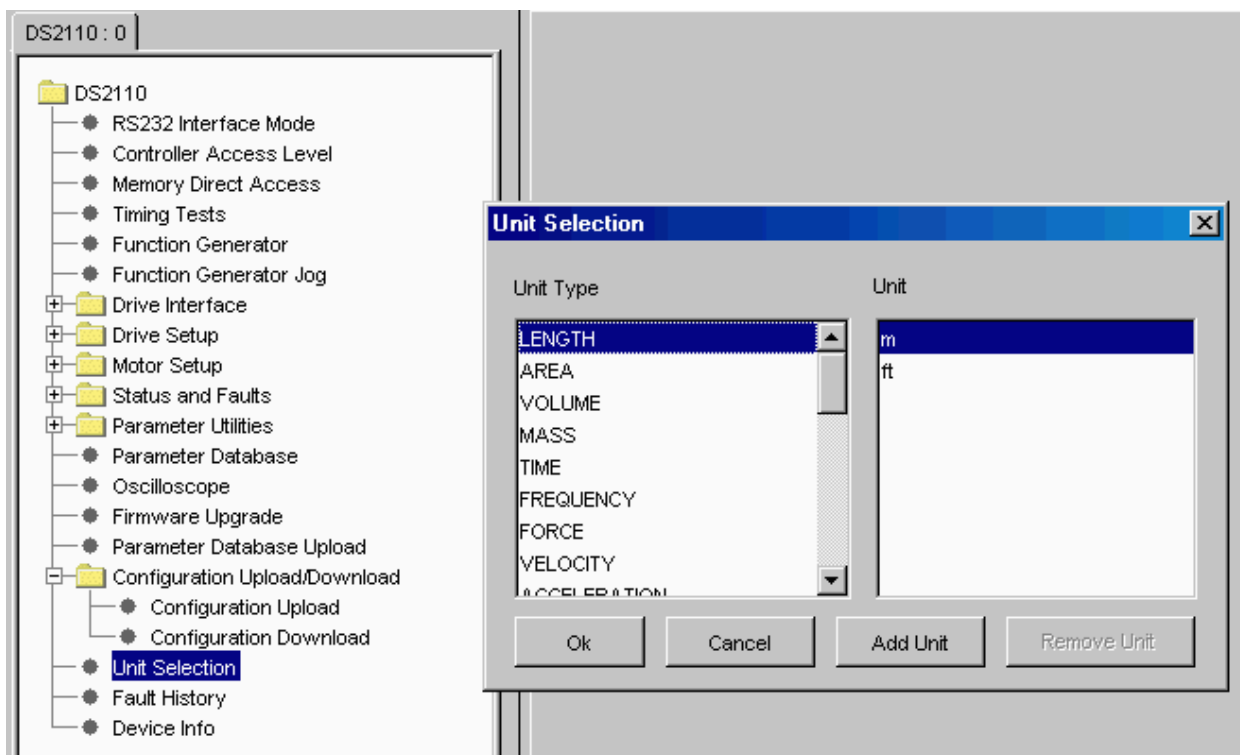 DS2110 : 0
DS2110
RS232 Interface Mode
Controller Access Level
Memory Direct Access
Timing Tests
Function Generator
Function Generator Jog
Drive Interface
Drive Setup
Motor Setup
Status and Faults
Parameter Utilities
Parameter Database
Oscilloscope
Firmware Upgrade
Parameter Database Upload
Configuration Upload/Download
Configuration Upload
Configuration Download
Unit Selection
Fault History
Device Info
Unit Selection
Unit Type
LENGTH
AREA
VOLUME
MASS
TIME
FREQUENCY
FORCE
VELOCITY
ACCELERATION
Unit
m
ft
Ok
Cancel
Add Unit
Remove Unit